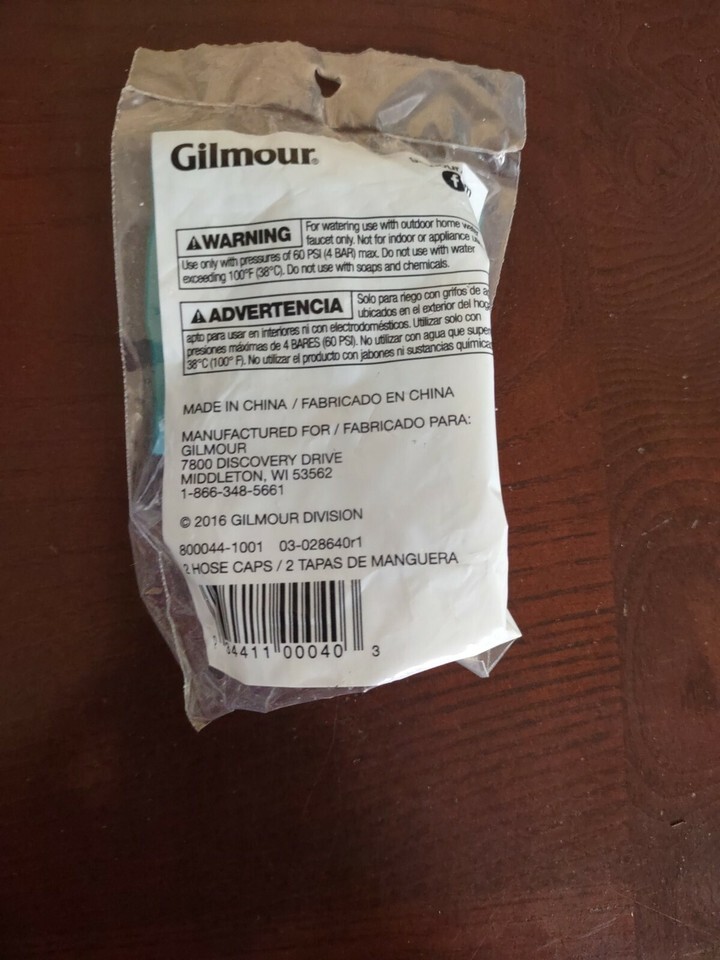 Gilmour®
f
WARNING
For watering use with outdoor home
faucet only. Not for indoor or appliance
Use only with pressures of 60 PSI (4 BAR) max. Do not use with water
exceeding 100°F (38°C). Do not use with soaps and chemicals.
ADVERTENCIA
Solo para riego con grifos de
ubicados en el exterior del
apto para usar en interiores ni con electrodomésticos. Utilizar solo con
presiones máximas de 4 BARES (60 PSI). No utilizar con agua que
38°C (100° F). No utilizar el producto con jabones ni sustancias
MADE IN CHINA / FABRICADO EN CHINA
MANUFACTURED FOR / FABRICADO PARA:
GILMOUR
7800 DISCOVERY DRIVE
MIDDLETON, WI 53562
1-866-348-5661
© 2016 GILMOUR DIVISION
800044-1001 03-028640r1
2 HOSE CAPS / 2 TAPAS DE MANGUERA
34411 00040 3